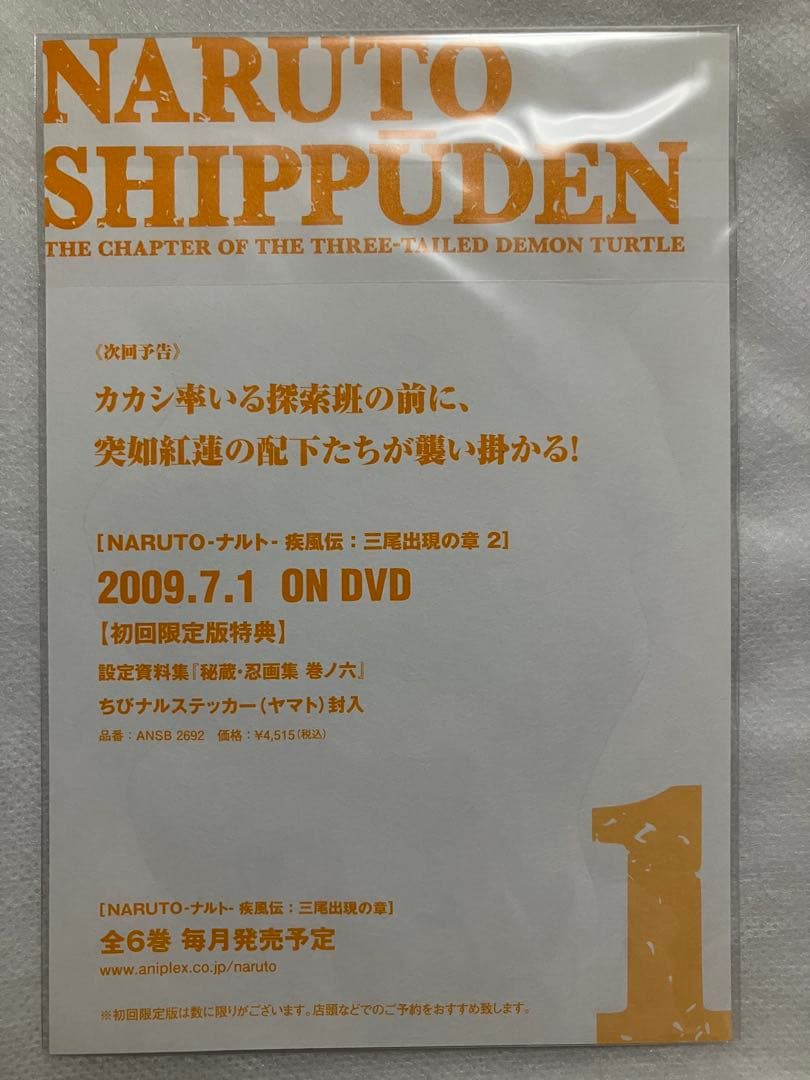 NARUTO
SHIPPŪDEN
THE CHAPTER OF THE THREE-TAILED DEMON TURTLE
《次回予告》
カカシ率いる探索班の前に、
突如紅蓮の配下たちが襲い掛かる!
[NARUTO-ナルト- 疾風伝：三尾出現の章 2]
2009.7.1 ON DVD
【初回限定版特典】
設定資料集『秘蔵・忍画集 巻ノ六』
ちびナルステッカー(ヤマト)封入
品番：ANSB 2692 価格：¥4,515(税込)
[NARUTO-ナルト- 疾風伝：三尾出現の章]
全6巻 毎月発売予定
www.aniplex.co.jp/naruto
※初回限定版は数に限りがございます。店頭などでのご予約をおすすめ致します。
1